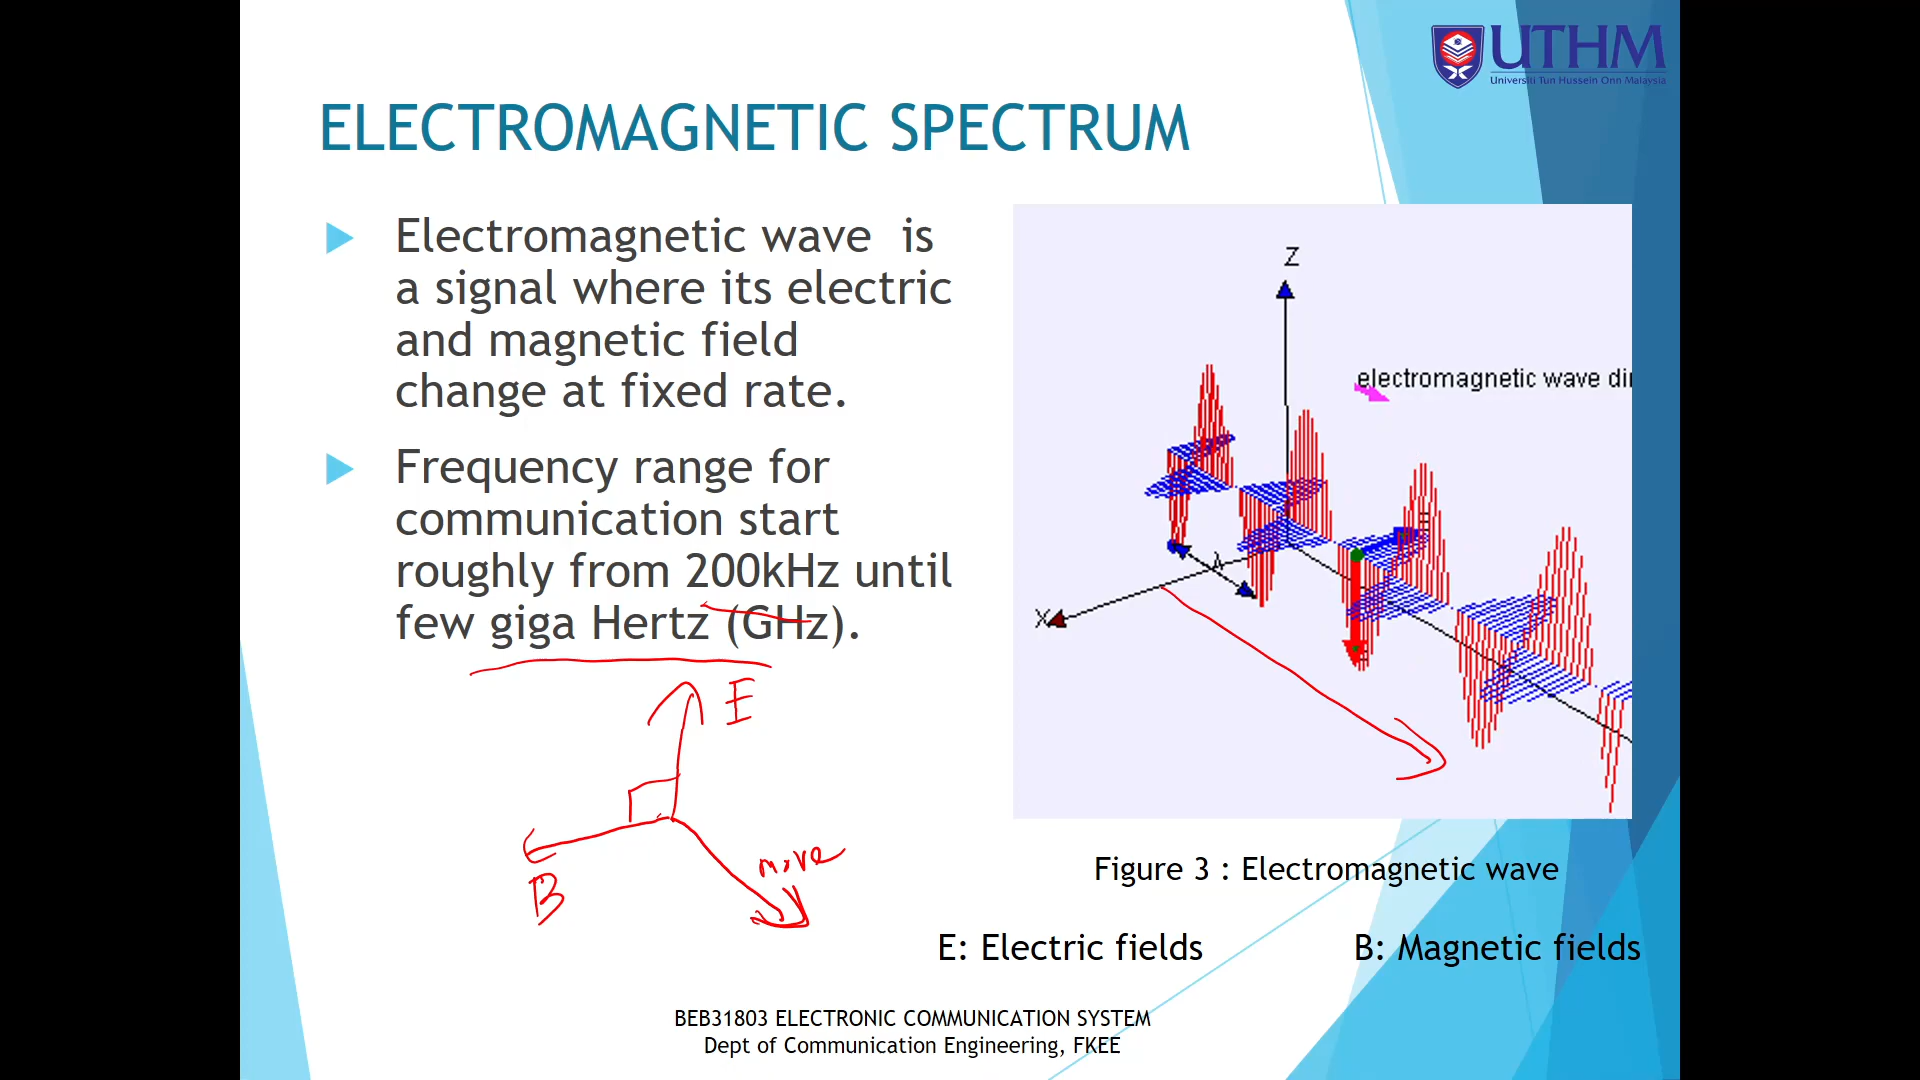 UTHM
Universiti Tun Hussein Onn Malaysia
ELECTROMAGNETIC SPECTRUM
Electromagnetic wave is
a signal where its electric
and magnetic field
change at fixed rate.
Frequency range for
communication start
roughly from 200kHz until
few giga Hertz (GHz).
E
B
move
Z
electromagnetic wave dir
λ
X
Figure 3 : Electromagnetic wave
E: Electric fields
B: Magnetic fields
BEB31803 ELECTRONIC COMMUNICATION SYSTEM
Dept of Communication Engineering, FKEE